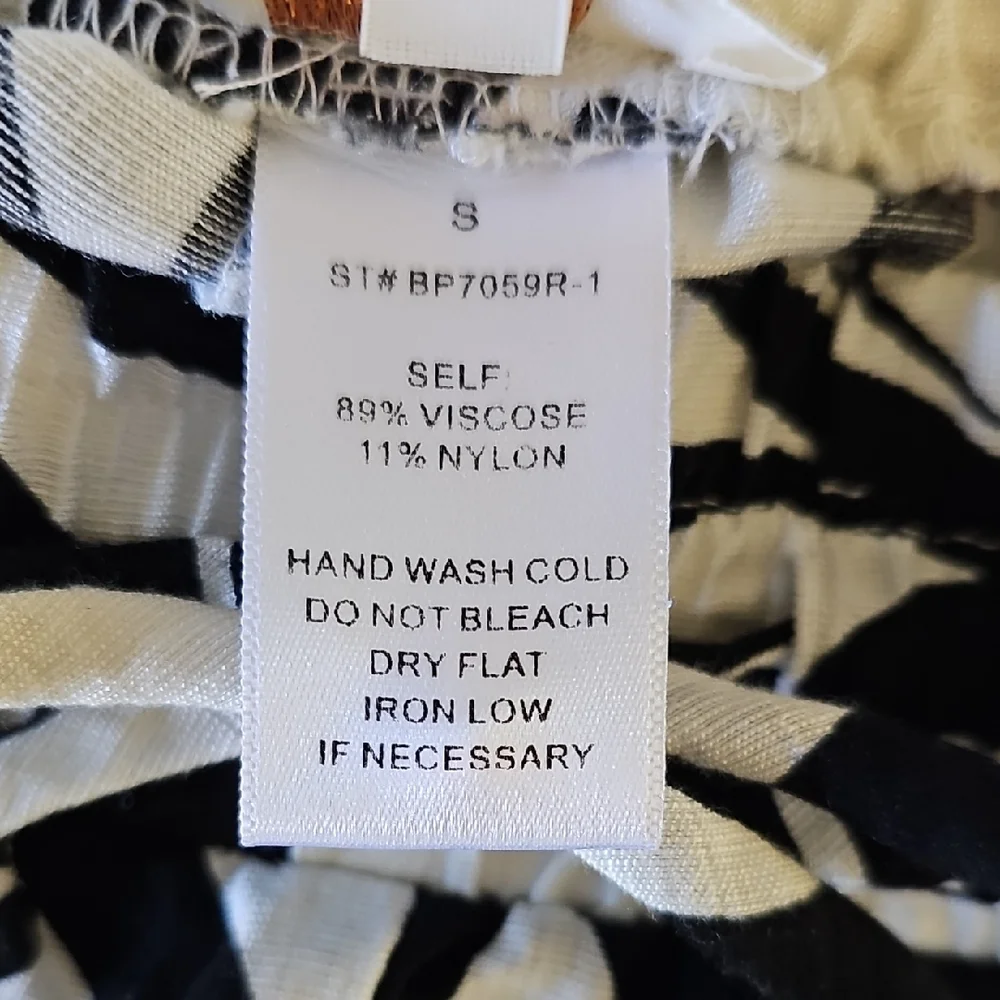 S
ST# BP7059R-1
SELF:
89% VISCOSE
11% NYLON
HAND WASH COLD
DO NOT BLEACH
DRY FLAT
IRON LOW
IF NECESSARY